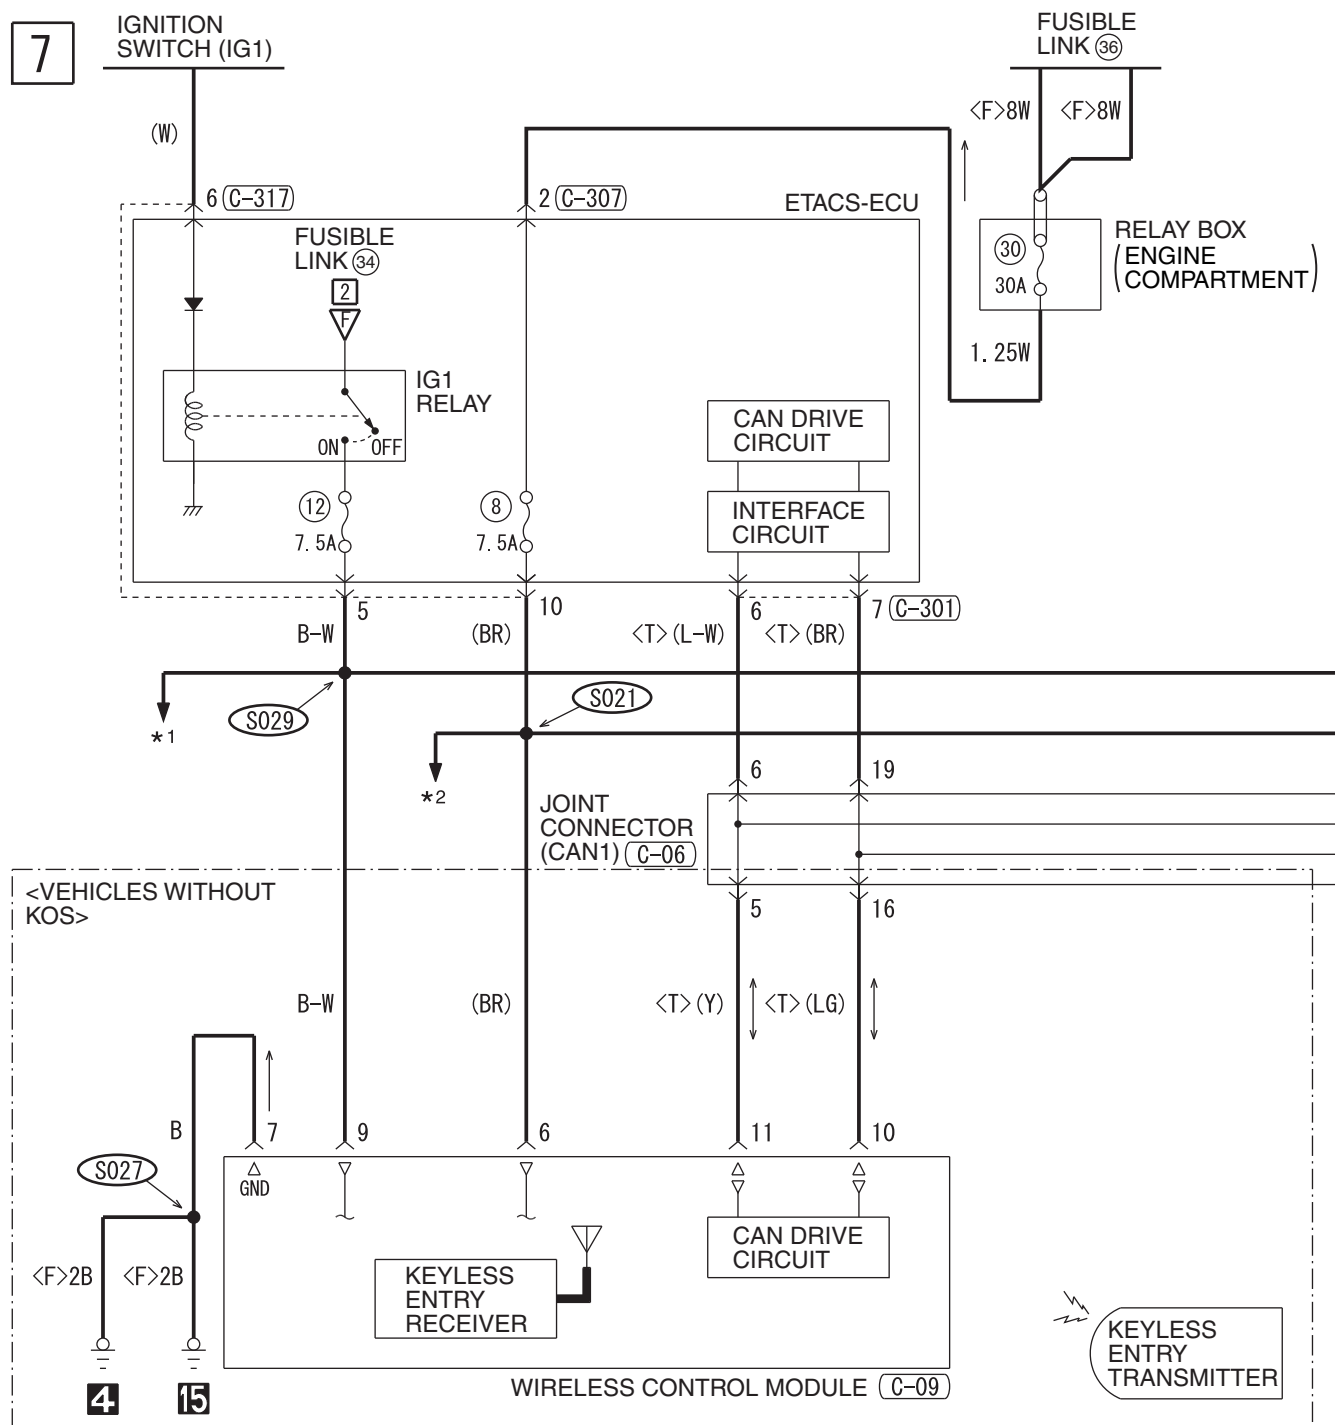 7
IGNITION
SWITCH (IG1)
FUSIBLE
LINK 36
(W)
<F>8W <F>8W
6 C-317
2 C-307
ETACS-ECU
FUSIBLE
LINK 34
2
F
30
30A
RELAY BOX
(ENGINE
COMPARTMENT)
1.25W
IG1
RELAY
ON OFF
CAN DRIVE
CIRCUIT
INTERFACE
CIRCUIT
12
7.5A
8
7.5A
5 10 6 7 C-301
B-W (BR) <T>(L-W) <T>(BR)
S029
S021
*1
*2
6 19
JOINT
CONNECTOR
(CAN1) C-06
<VEHICLES WITHOUT
KOS>
5 16
B-W (BR) <T>(Y) <T>(LG)
B
7 9 6 11 10
S027
GND
CAN DRIVE
CIRCUIT
<F>2B <F>2B
KEYLESS
ENTRY
RECEIVER
KEYLESS
ENTRY
TRANSMITTER
4 15
WIRELESS CONTROL MODULE C-09